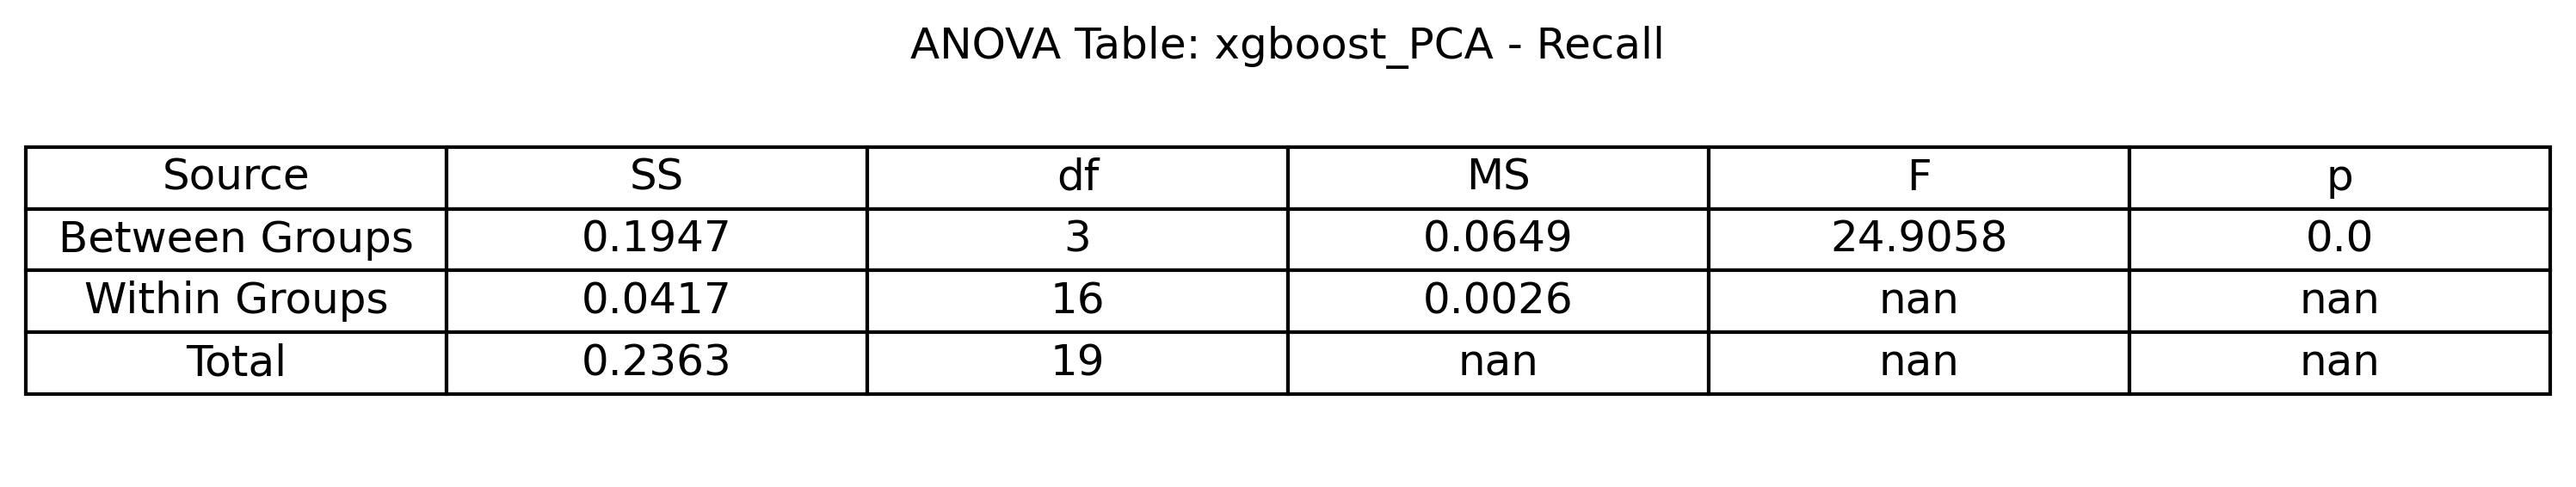 ANOVA Table: xgboost_PCA - Recall
Source SS df MS F p
Between Groups 0.1947 3 0.0649 24.9058 0.0
Within Groups 0.0417 16 0.0026 nan nan
Total 0.2363 19 nan nan nan